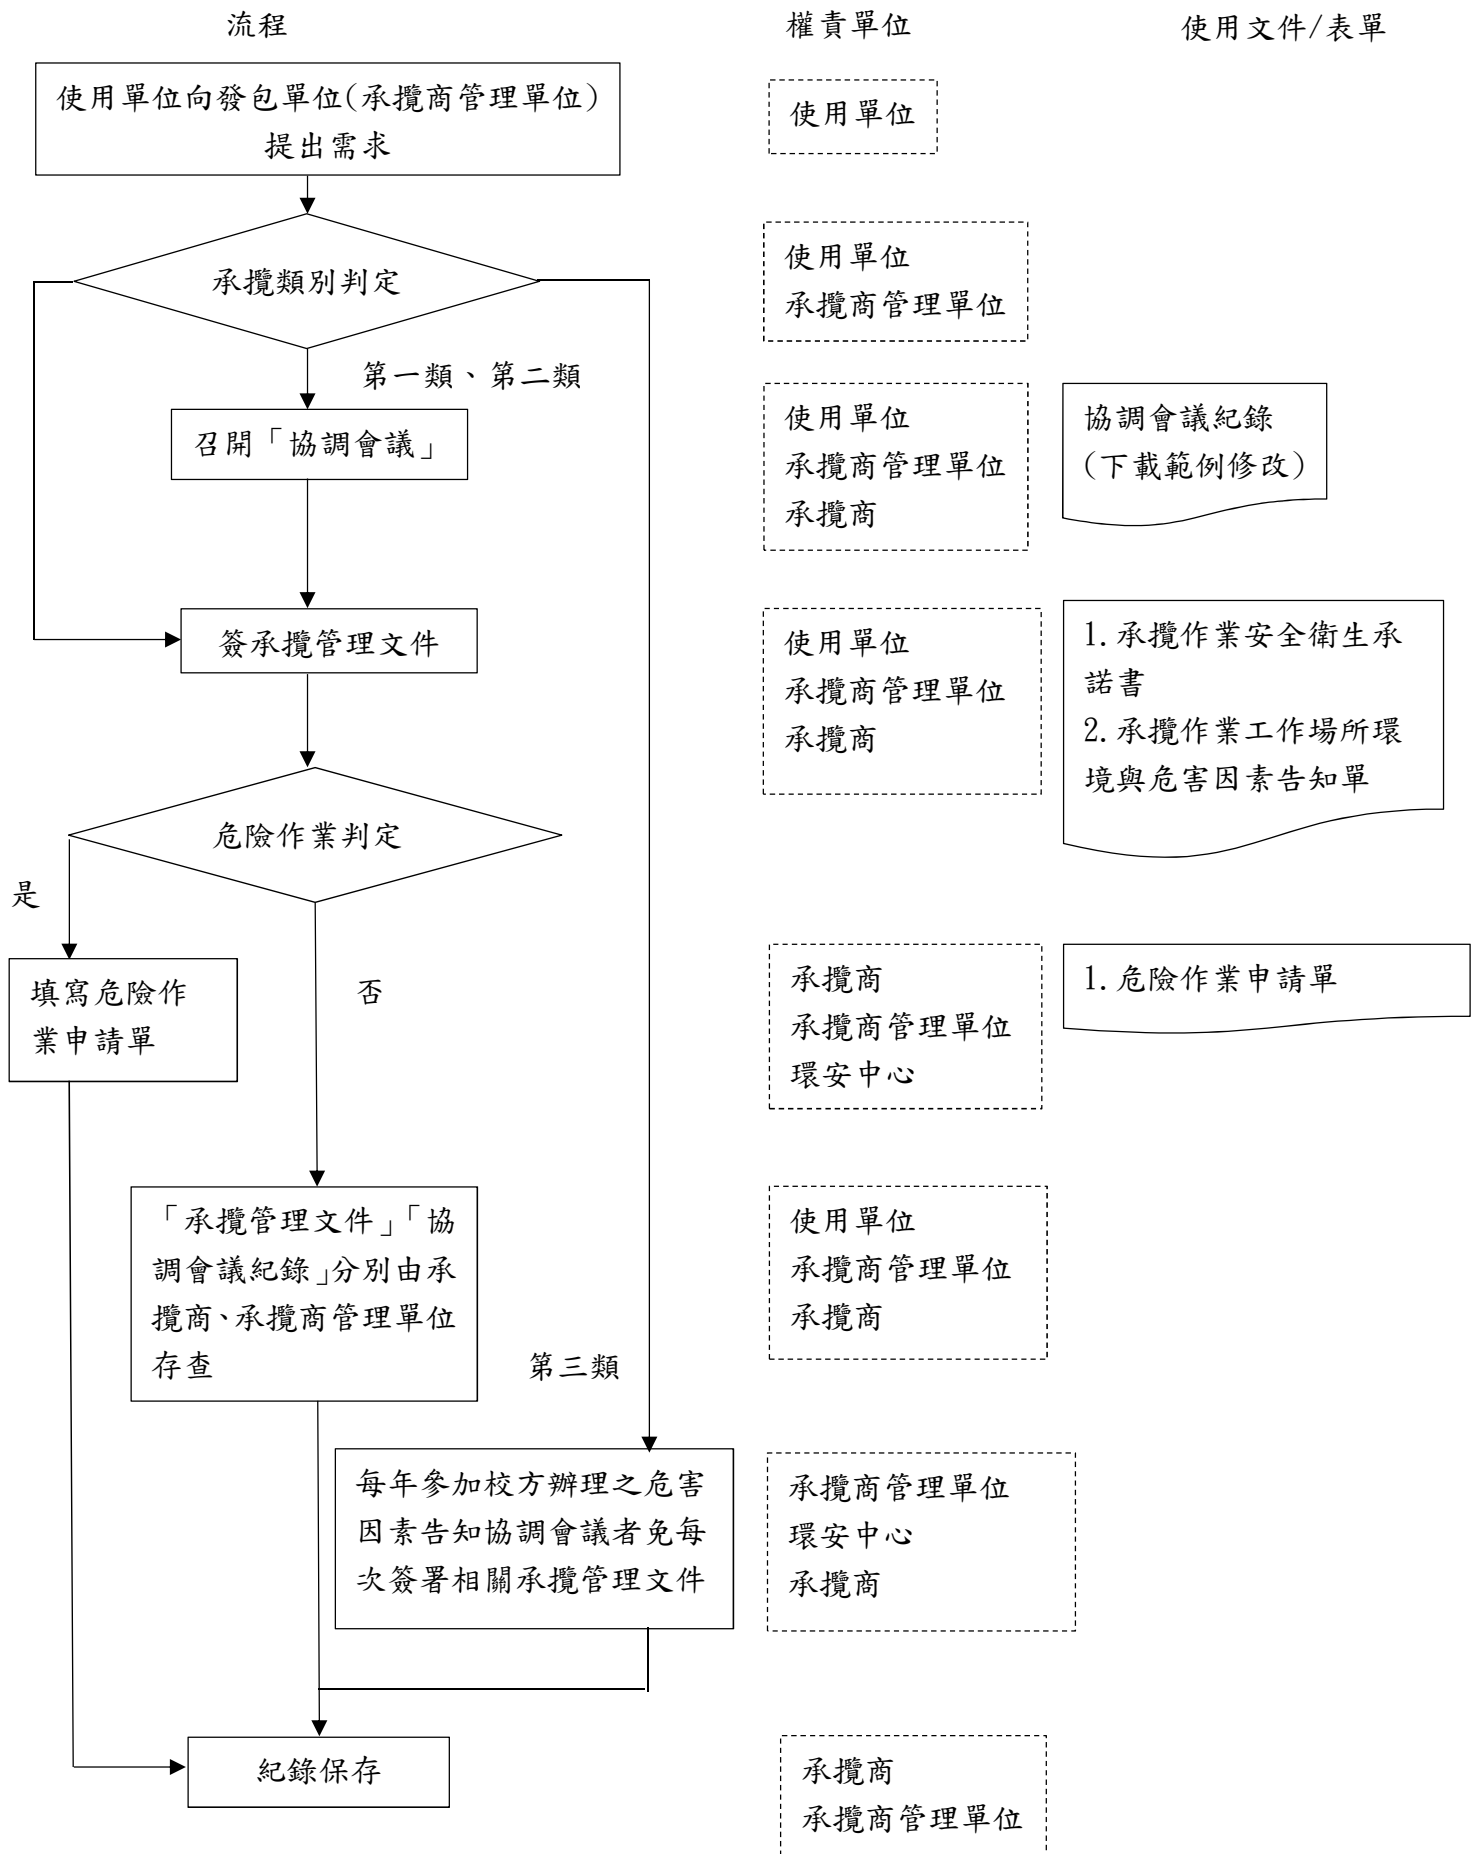 流程
權責單位
使用文件/表單
使用單位向發包單位(承攬商管理單位)
提出需求
使用單位
承攬類別判定
使用單位
承攬商管理單位
第一類、第二類
召開「協調會議」
使用單位
承攬商管理單位
承攬商
協調會議紀錄
(下載範例修改)
簽承攬管理文件
使用單位
承攬商管理單位
承攬商
1.承攬作業安全衛生承
諾書
2.承攬作業工作場所環
境與危害因素告知單
危險作業判定
是
填寫危險作
業申請單
否
承攬商
承攬商管理單位
環安中心
1.危險作業申請單
「承攬管理文件」「協
調會議紀錄」分別由承
攬商、承攬商管理單位
存查
使用單位
承攬商管理單位
承攬商
第三類
每年參加校方辦理之危害
因素告知協調會議者免每
次簽署相關承攬管理文件
承攬商管理單位
環安中心
承攬商
紀錄保存
承攬商
承攬商管理單位